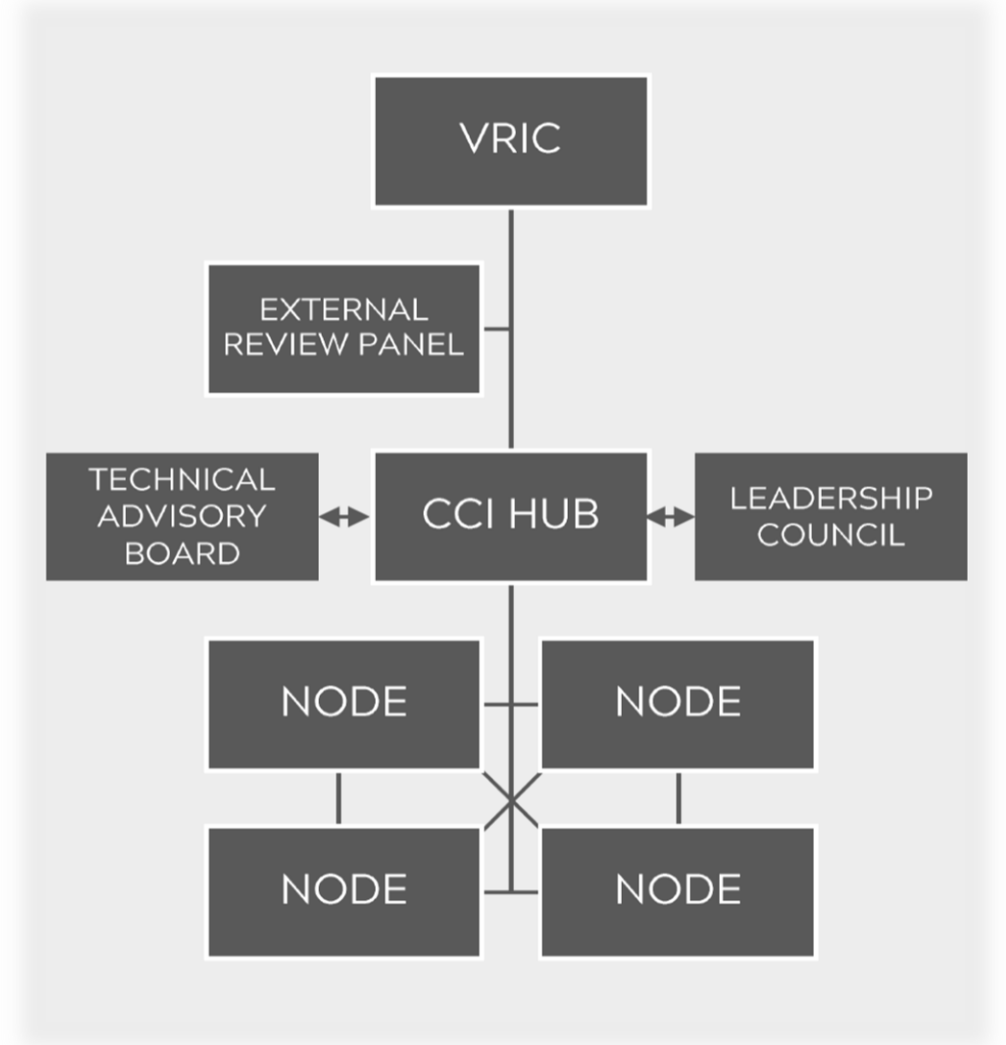 VRIC
EXTERNAL
REVIEW PANEL
TECHNICAL
ADVISORY
BOARD
CCI HUB
LEADERSHIP
COUNCIL
NODE
NODE
NODE
NODE